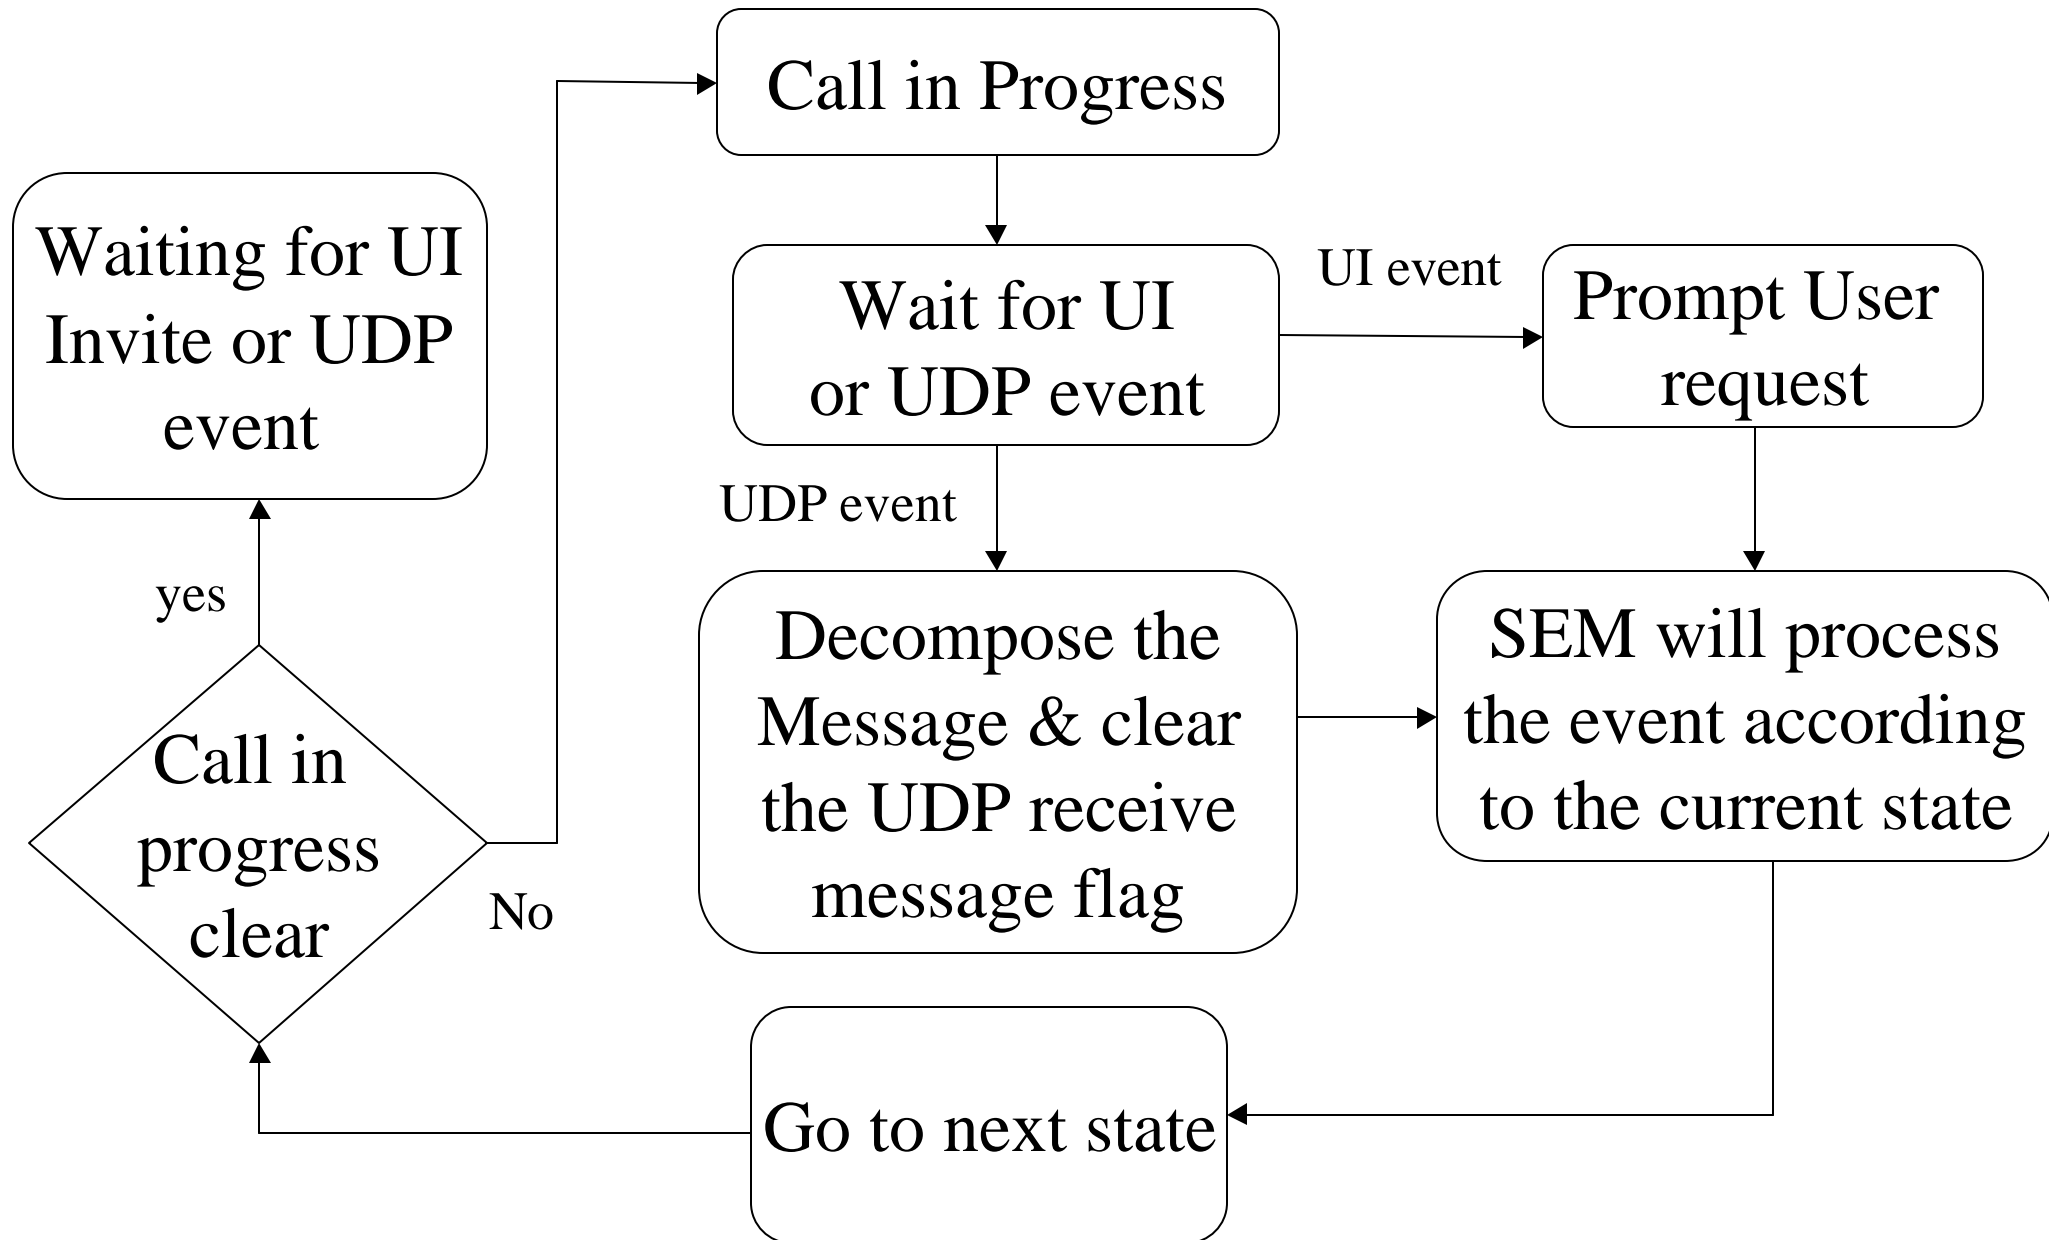 Call in Progress
Waiting for UI
Invite or UDP
event
Wait for UI
or UDP event
UI event
Prompt User
request
UDP event
yes
Decompose the
Message & clear
the UDP receive
message flag
SEM will process
the event according
to the current state
Call in
progress
clear
No
Go to next state